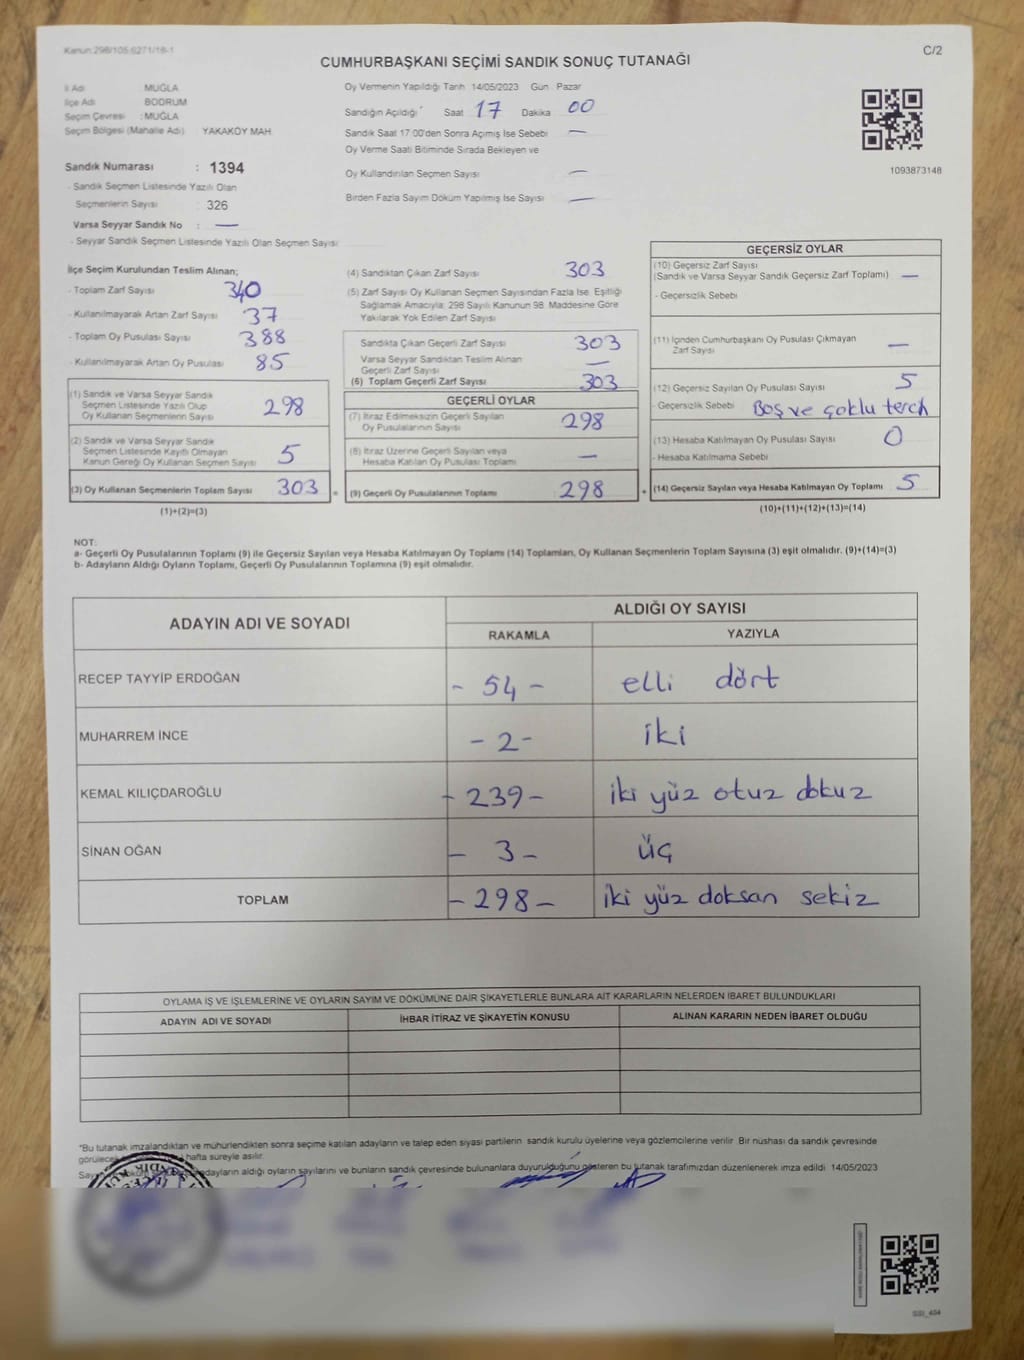 Kanun:298/105 6271/18-1
C/2
CUMHURBAŞKANI SEÇİMİ SANDIK SONUÇ TUTANAĞI
İl Adı MUĞLA
İlçe Adı BODRUM
Seçim Çevresi : MUĞLA
Seçim Bölgesi (Mahalle Adı) YAKAKÖY MAH.
Sandık Numarası : 1394
- Sandık Seçmen Listesinde Yazılı Olan
Seçmenlerin Sayısı : 326
Varsa Seyyar Sandık No : —
- Seyyar Sandık Seçmen Listesinde Yazılı Olan Seçmen Sayısı
Oy Vermenin Yapıldığı Tarih 14/05/2023 Gün Pazar
Sandığın Açıldığı Saat 17 Dakika 00
Sandık Saat 17:00'den Sonra Açımış İse Sebebi —
Oy Verme Saati Bitiminde Sırada Bekleyen ve
Oy Kullandırılan Seçmen Sayısı —
Birden Fazla Sayım Döküm Yapılmış İse Sayısı —
1093873148
İlçe Seçim Kurulundan Teslim Alınan;
- Toplam Zarf Sayısı 340
- Kullanılmayarak Artan Zarf Sayısı 37
- Toplam Oy Pusulası Sayısı 388
- Kullanılmayarak Artan Oy Pusulası 85
(1) Sandık ve Varsa Seyyar Sandık
Seçmen Listesinde Yazılı Olup
Oy Kullanan Seçmenlerin Sayısı 298
(2) Sandık ve Varsa Seyyar Sandık
Seçmen Listesinde Kayıtlı Olmayan
Kanun Gereği Oy Kullanan Seçmen Sayısı 5
(3) Oy Kullanan Seçmenlerin Toplam Sayısı 303
(1)+(2)=(3)
(4) Sandıktan Çıkan Zarf Sayısı 303
(5) Zarf Sayısı Oy Kullanan Seçmen Sayısından Fazla İse, Eşitliği
Sağlamak Amacıyla, 298 Sayılı Kanunun 98. Maddesine Göre
Yakılarak Yok Edilen Zarf Sayısı
Sandıkta Çıkan Geçerli Zarf Sayısı 303
Varsa Seyyar Sandıktan Teslim Alınan
Geçerli Zarf Sayısı —
(6) Toplam Geçerli Zarf Sayısı 303
GEÇERLİ OYLAR
(7) İtiraz Edilmeksizin Geçerli Sayılan
Oy Pusulalarının Sayısı 298
(8) İtiraz Üzerine Geçerli Sayılan veya
Hesaba Katılan Oy Pusulası Toplamı —
= (9) Geçerli Oy Pusulalarının Toplamı 298
GEÇERSİZ OYLAR
(10) Geçersiz Zarf Sayısı
(Sandık ve Varsa Seyyar Sandık Geçersiz Zarf Toplamı) —
- Geçersizlik Sebebi
(11) İçinden Cumhurbaşkanı Oy Pusulası Çıkmayan
Zarf Sayısı —
(12) Geçersiz Sayılan Oy Pusulası Sayısı 5
- Geçersizlik Sebebi Boş ve çoklu terch
(13) Hesaba Katılmayan Oy Pusulası Sayısı 0
- Hesaba Katılmama Sebebi
+ (14) Geçersiz Sayılan veya Hesaba Katılmayan Oy Toplamı 5
(10)+(11)+(12)+(13)=(14)
NOT:
a- Geçerli Oy Pusulalarının Toplamı (9) ile Geçersiz Sayılan veya Hesaba Katılmayan Oy Toplamı (14) Toplamları, Oy Kullanan Seçmenlerin Toplam Sayısına (3) eşit olmalıdır. (9)+(14)=(3)
b- Adayların Aldığı Oyların Toplamı, Geçerli Oy Pusulalarının Toplamına (9) eşit olmalıdır.
ADAYIN ADI VE SOYADI
ALDIĞI OY SAYISI
RAKAMLA YAZIYLA
RECEP TAYYİP ERDOĞAN - 54 - elli dört
MUHARREM İNCE - 2 - iki
KEMAL KILIÇDAROĞLU - 239 - iki yüz otuz dokuz
SİNAN OĞAN - 3 - üç
TOPLAM - 298 - iki yüz doksan sekiz
OYLAMA İŞ VE İŞLEMLERİNE VE OYLARIN SAYIM VE DÖKÜMÜNE DAİR ŞİKAYETLERLE BUNLARA AİT KARARLARIN NELERDEN İBARET BULUNDUKLARI
ADAYIN ADI VE SOYADI İHBAR İTİRAZ VE ŞİKAYETİN KONUSU ALINAN KARARIN NEDEN İBARET OLDUĞU
*Bu tutanak imzalandıktan ve mühürlendikten sonra seçime katılan adayların ve talep eden siyasi partilerin sandık kurulu üyelerine veya gözlemcilerine verilir. Bir nüshası da sandık çevresinde
hafta süreyle asılır.
adayların aldığı oyların sayılarını ve bunların sandık çevresinde bulunanlara duyurulduğunu gösteren bu tutanak tarafımızdan düzenlenerek imza edildi. 14/05/2023